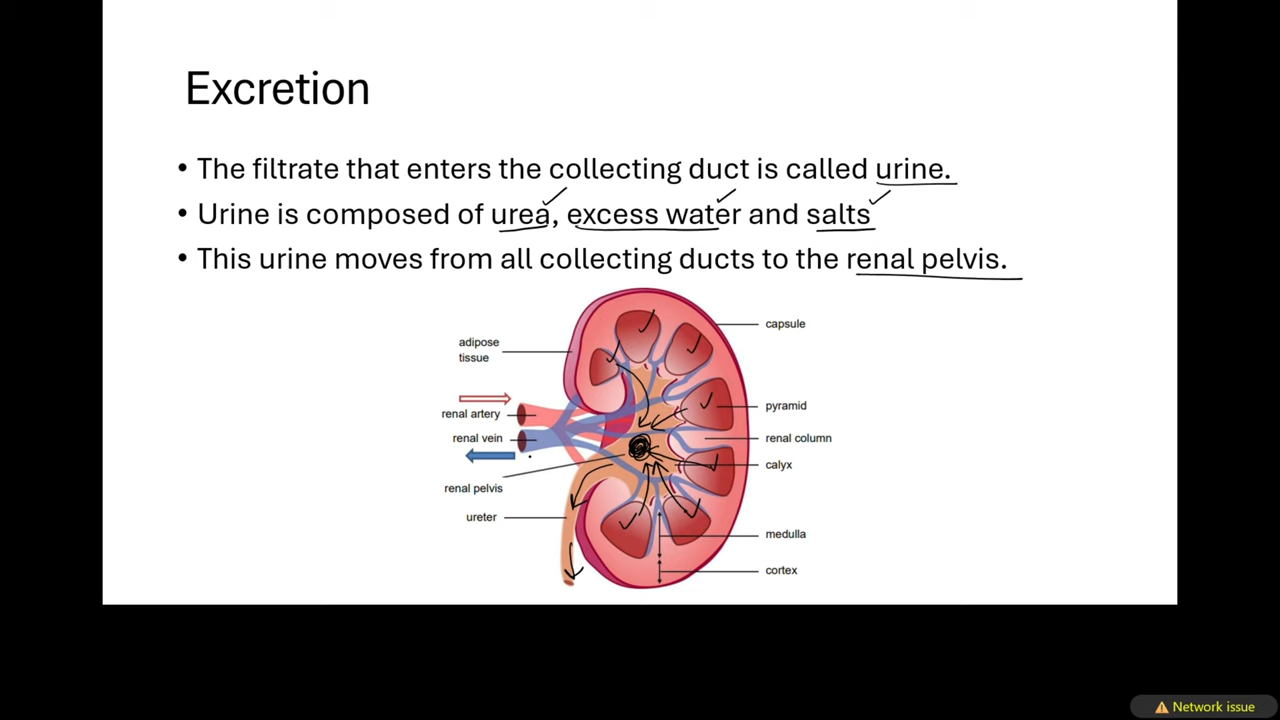 Excretion
• The filtrate that enters the collecting duct is called urine.
• Urine is composed of urea, excess water and salts
• This urine moves from all collecting ducts to the renal pelvis.
adipose
tissue
renal artery
renal vein
renal pelvis
ureter
capsule
pyramid
renal column
calyx
medulla
cortex
Network issue